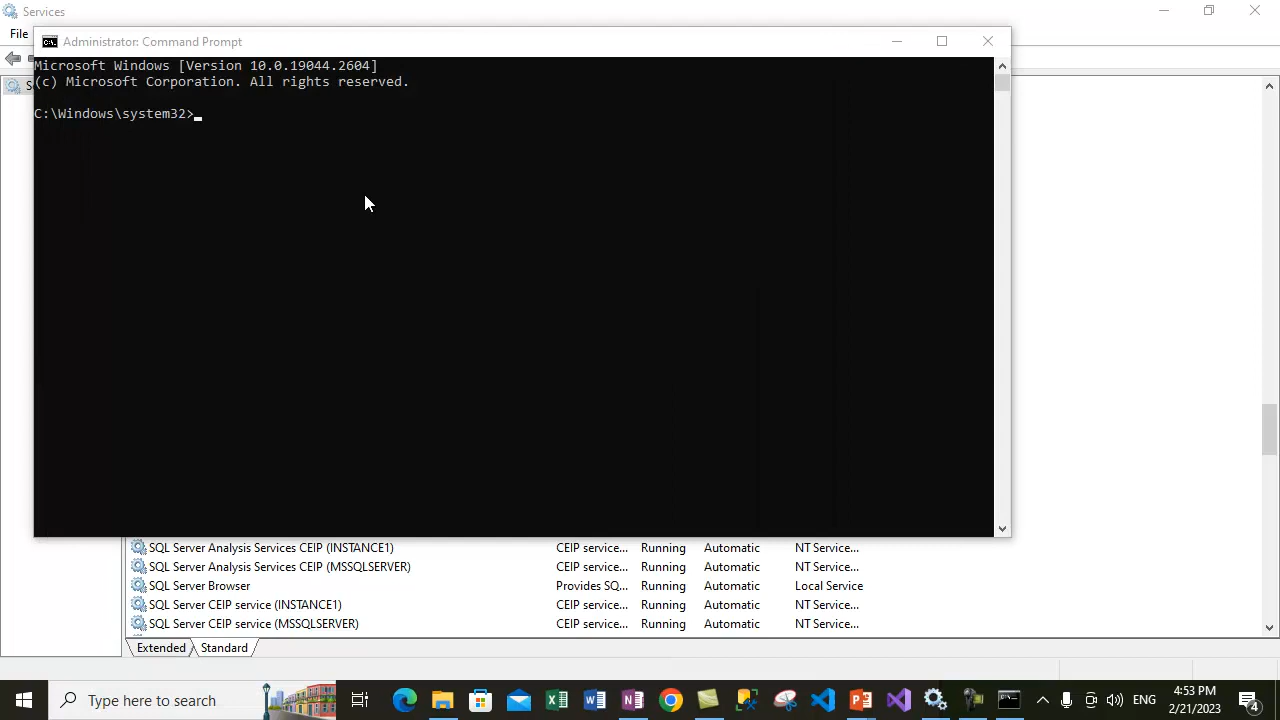 Services
File
Administrator: Command Prompt
Microsoft Windows [Version 10.0.19044.2604]
(c) Microsoft Corporation. All rights reserved.
C:\Windows\system32>
SQL Server Analysis Services CEIP (INSTANCE1) CEIP service... Running Automatic NT Service...
SQL Server Analysis Services CEIP (MSSQLSERVER) CEIP service... Running Automatic NT Service...
SQL Server Browser Provides SQ... Running Automatic Local Service
SQL Server CEIP service (INSTANCE1) CEIP service... Running Automatic NT Service...
SQL Server CEIP service (MSSQLSERVER) CEIP service... Running Automatic NT Service...
Extended Standard
Type here to search
ENG
4:53 PM
2/21/2023
4